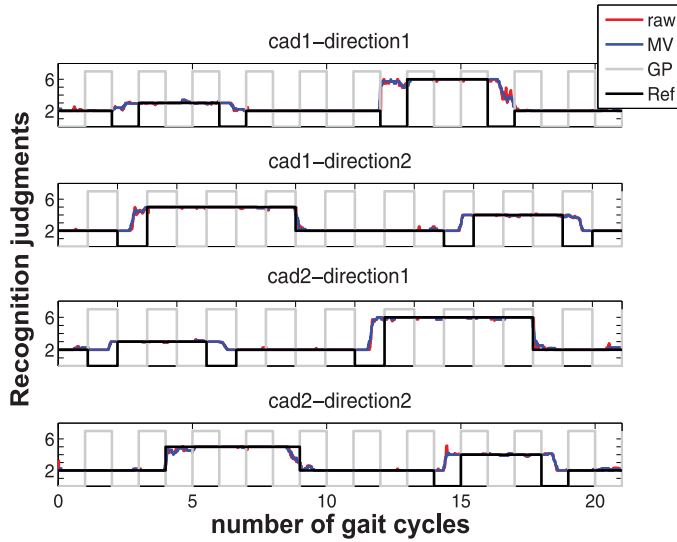 raw
MV
GP
Ref
cad1-direction1
6
2
cad1-direction2
6
2
cad2-direction1
6
2
cad2-direction2
6
2
0 5 10 15 20
number of gait cycles
Recognition judgments